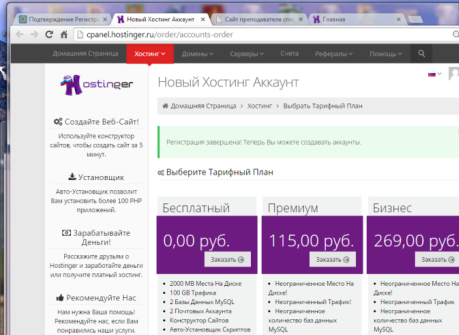 Подтверждение Регистр
Новый Хостинг Аккаунт
Сайт преподавателя спе
Главная
cpanel.hostinger.ru/order/accounts-order
Домашняя Страница
Хостинг
Домены
Серверы
Счета
Рефералы
Помощь
Hostinger
Новый Хостинг Аккаунт
Домашняя Страница > Хостинг > Выбрать Тарифный План
Создайте Веб-Сайт!
Используйте конструктор
сайтов, чтобы создать сайт за 5
минут.
Установщик
Авто-Установщик позволит
Вам установить более 100 PHP
приложений.
Зарабатывайте
Деньги!
Расскажите друзьям о
Hostinger и заработайте деньги
или получите платный хостинг.
Рекомендуйте Нас
Нам нужна Ваша помощь!
Рекомендуйте нас, если Вам
понравились наши услуги.
Регистрация завершена! Теперь Вы можете создавать аккаунты.
Выберите Тарифный План
Бесплатный
0,00 руб.
Заказать
• 2000 MB Места На Диске
• 100 GB Трафика
• 2 Базы Данных MySQL
• 2 Почтовых Аккаунта
• Конструктор Сайтов
• Авто-Установщик Скриптов
Премиум
115,00 руб.
Заказать
• Неограниченное Место На
Диске!
• Неограниченный Трафик!
• Неограниченное
количество баз данных
MySQL
Бизнес
269,00 руб.
Заказать
• Неограниченное Место На
Диске!
• Неограниченный Трафик
• Неограниченное
количество баз данных
MySQL